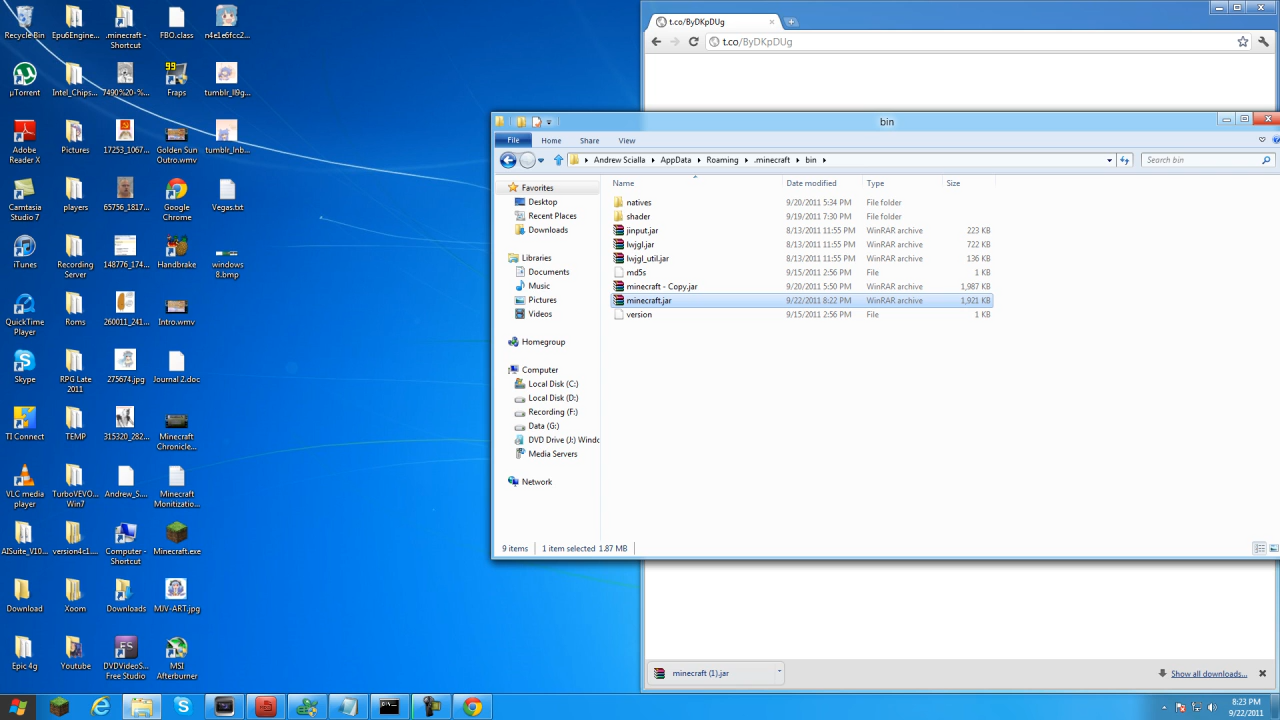 Recycle Bin
Epu6Engine...
.minecraft -
Shortcut
FBO.class
n4e1e6fcc2...
µTorrent
Intel_Chips...
7490%20-%...
99
Fraps
tumblr_ll9g...
Adobe
Reader X
Pictures
17253_1067...
Golden Sun
Outro.wmv
tumblr_lnb...
Camtasia
Studio 7
players
65756_1817...
Google
Chrome
Vegas.txt
iTunes
Recording
Server
148776_174...
Handbrake
windows
8.bmp
QuickTime
Player
Roms
260011_241...
Intro.wmv
Skype
RPG Late
2011
275674.jpg
Journal 2.doc
TI Connect
TEMP
315320_282...
Minecraft
Chronicle...
VLC media
player
TurboVEVO...
Win7
Andrew_S...
Minecraft
Monitizatio...
AISuite_V10...
version4c1....
Computer -
Shortcut
Minecraft.exe
Download
Xoom
Downloads
MJV-ART.jpg
Epic 4g
Youtube
DVDVideoS...
Free Studio
MSI
Afterburner
t.co/ByDKpDUg
t.co/ByDKpDUg
bin
File
Home
Share
View
Andrew Scialla
AppData
Roaming
.minecraft
bin
Search bin
Favorites
Desktop
Recent Places
Downloads
Libraries
Documents
Music
Pictures
Videos
Homegroup
Computer
Local Disk (C:)
Local Disk (D:)
Recording (F:)
Data (G:)
DVD Drive (J:) Windo
Media Servers
Network
Name Date modified Type Size
natives 9/20/2011 5:34 PM File folder
shader 9/19/2011 7:30 PM File folder
jinput.jar 8/13/2011 11:55 PM WinRAR archive 223 KB
lwjgl.jar 8/13/2011 11:55 PM WinRAR archive 722 KB
lwjgl_util.jar 8/13/2011 11:55 PM WinRAR archive 136 KB
md5s 9/15/2011 2:56 PM File 1 KB
minecraft - Copy.jar 9/20/2011 5:50 PM WinRAR archive 1,987 KB
minecraft.jar 9/22/2011 8:22 PM WinRAR archive 1,921 KB
version 9/15/2011 2:56 PM File 1 KB
9 items
1 item selected 1.87 MB
minecraft (1).jar
Show all downloads...
8:23 PM
9/22/2011